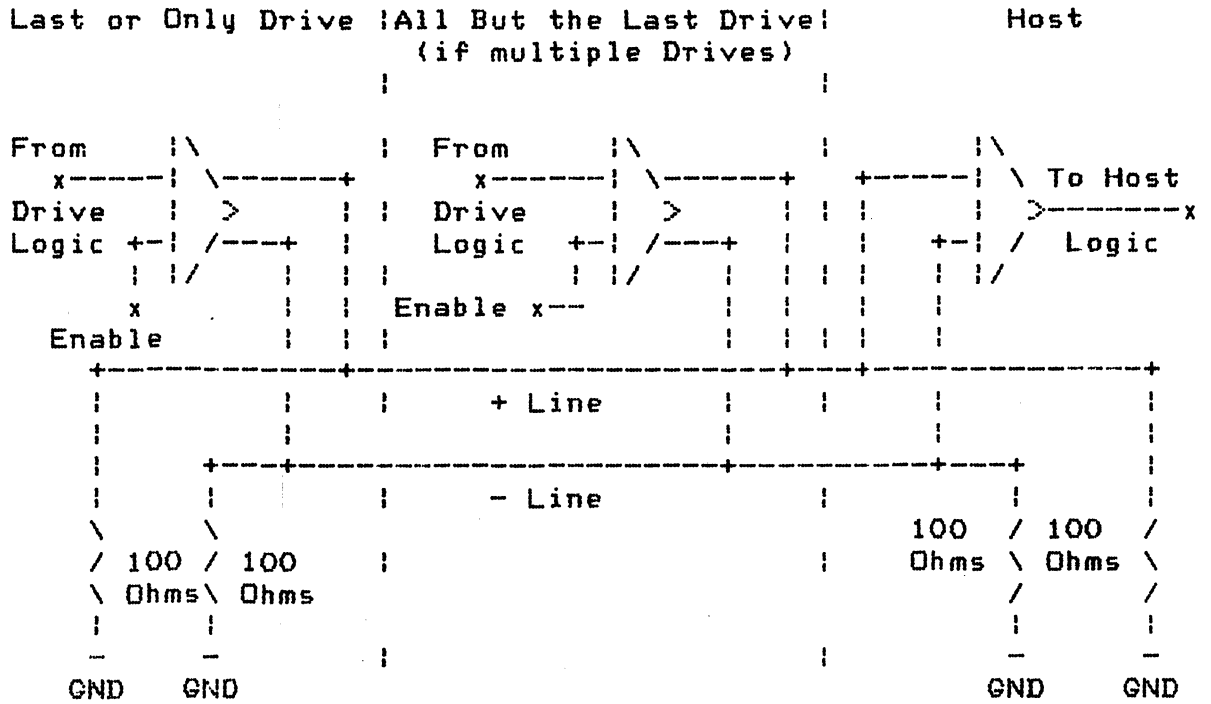 Last or Only Drive All But the Last Drive Host
(if multiple Drives)
From From
x x To Host
Drive Drive x
Logic Logic Logic
x Enable x
Enable
+ Line
- Line
100 100
100 100 Ohms Ohms
Ohms Ohms
GND GND GND GND